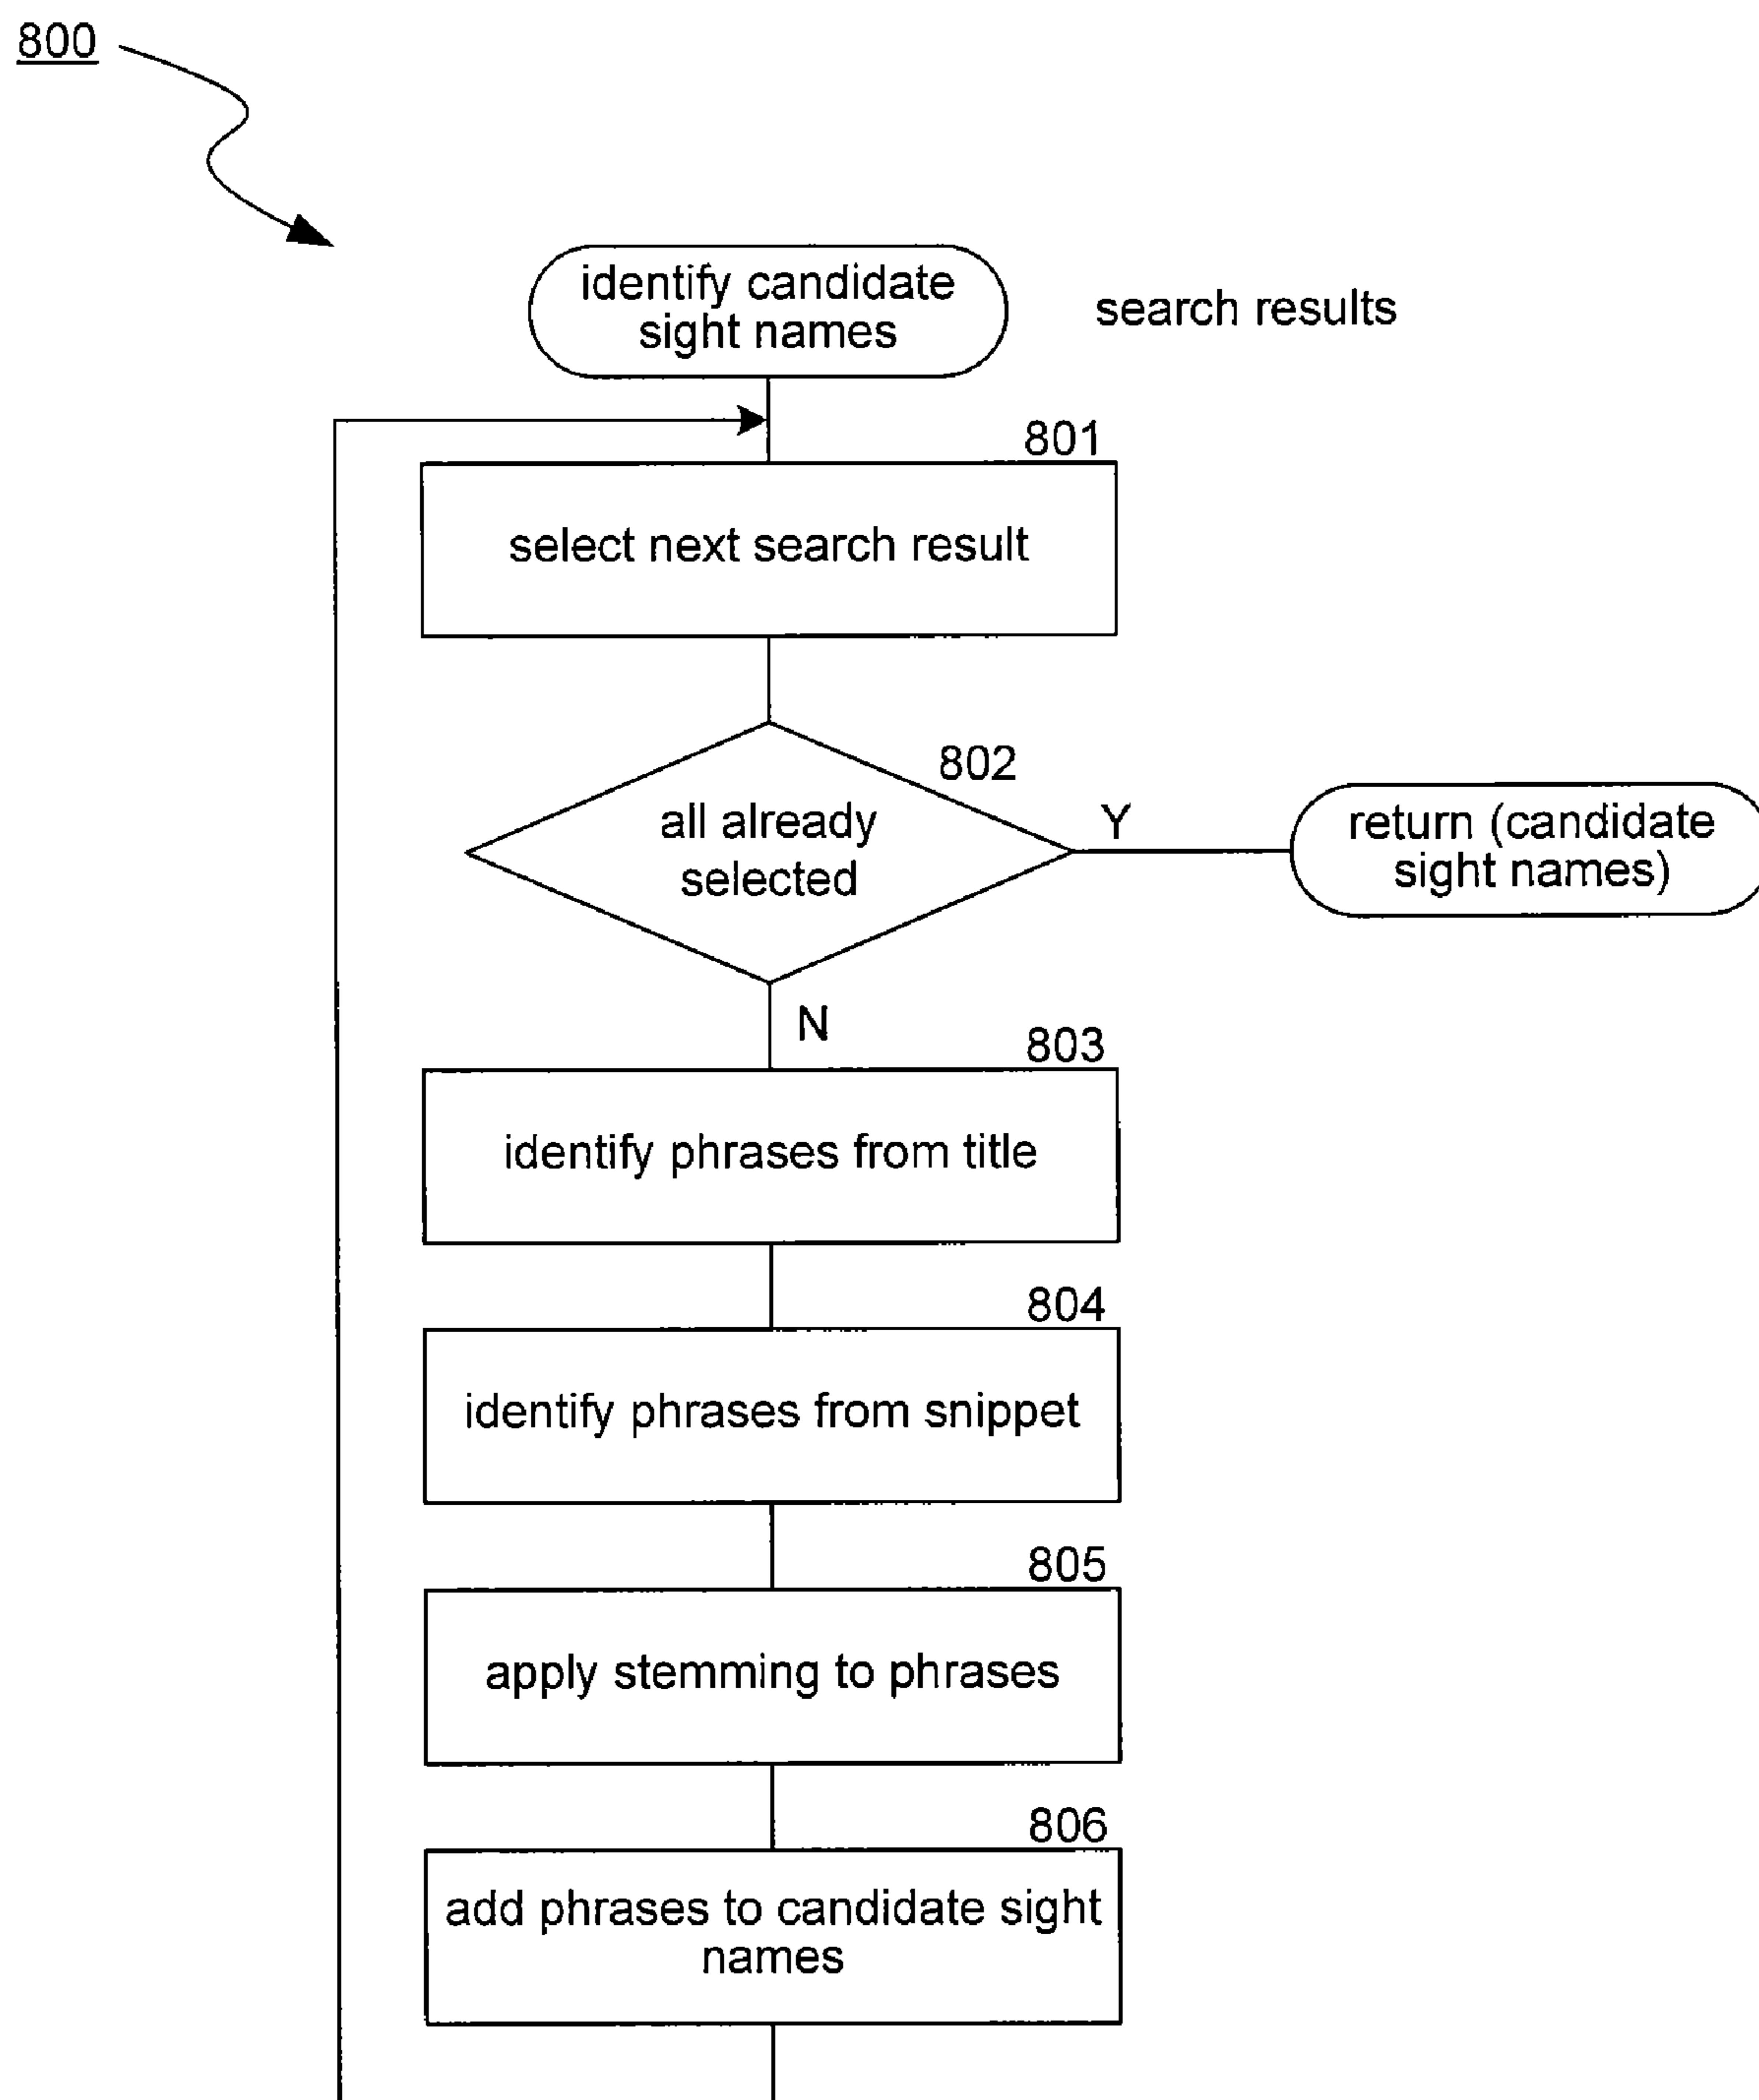 800
identify candidate
sight names
search results
801
select next search result
802
all already
selected
Y
return (candidate
sight names)
N
803
identify phrases from title
804
identify phrases from snippet
805
apply stemming to phrases
806
add phrases to candidate sight
names